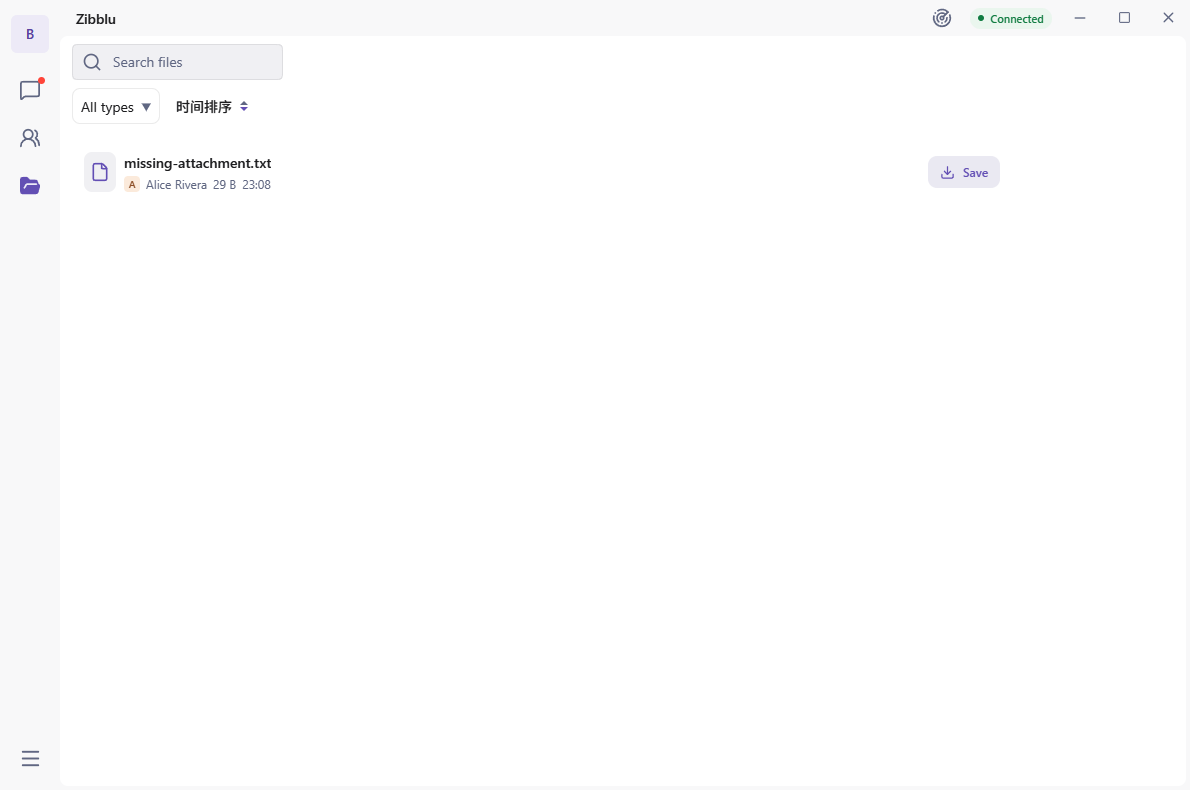 Zibblu
Connected
B
Search files
All types
时间排序
missing-attachment.txt
A Alice Rivera 29 B 23:08
Save